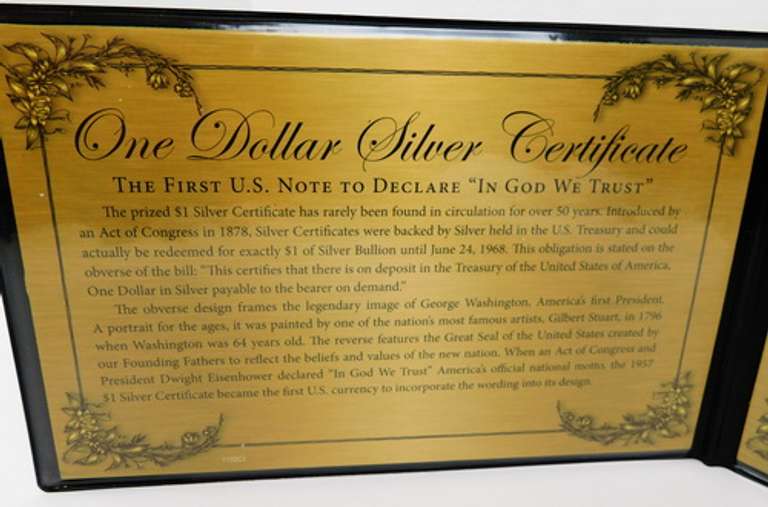 One Dollar Silver Certificate
The First U.S. Note to Declare "In God We Trust"
The prized $1 Silver Certificate has rarely been found in circulation for over 50 years. Introduced by
an Act of Congress in 1878, Silver Certificates were backed by Silver held in the U.S. Treasury and could
actually be redeemed for exactly $1 of Silver Bullion until June 24, 1968. This obligation is stated on the
obverse of the bill: "This certifies that there is on deposit in the Treasury of the United States of America,
One Dollar in Silver payable to the bearer on demand."
The obverse design frames the legendary image of George Washington, America's first President.
A portrait for the ages, it was painted by one of the nation's most famous artists, Gilbert Stuart, in 1796
when Washington was 64 years old. The reverse features the Great Seal of the United States created by
our Founding Fathers to reflect the beliefs and values of the new nation. When an Act of Congress and
President Dwight Eisenhower declared "In God We Trust" America's official national motto, the 1957
$1 Silver Certificate became the first U.S. currency to incorporate the wording into its design.